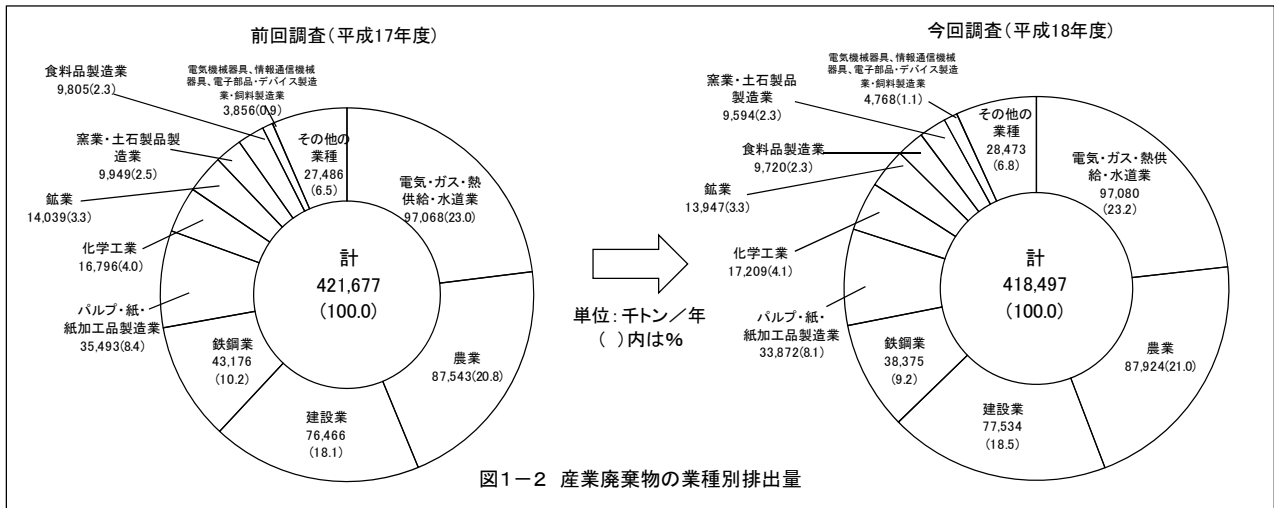 前回調査（平成17年度）
電気機械器具、情報通信機械
器具、電子部品・デバイス製造
業・飼料製造業
3,856(0.9)
食料品製造業
9,805(2.3)
窯業・土石製品製
造業
9,949(2.5)
鉱業
14,039(3.3)
化学工業
16,796(4.0)
パルプ・紙・
紙加工品製造業
35,493(8.4)
鉄鋼業
43,176
(10.2)
建設業
76,466
(18.1)
農業
87,543(20.8)
電気・ガス・熱
供給・水道業
97,068(23.0)
その他の
業種
27,486
(6.5)
計
421,677
(100.0)
単位：千トン／年
（ ）内は％
今回調査（平成18年度）
電気機械器具、情報通信機械
器具、電子部品・デバイス製造
業・飼料製造業
4,768(1.1)
窯業・土石製品
製造業
9,594(2.3)
食料品製造業
9,720(2.3)
鉱業
13,947(3.3)
化学工業
17,209(4.1)
パルプ・紙・
紙加工品製造業
33,872(8.1)
鉄鋼業
38,375
(9.2)
建設業
77,534
(18.5)
農業
87,924(21.0)
電気・ガス・熱供
給・水道業
97,080
(23.2)
その他の
業種
28,473
(6.8)
計
418,497
(100.0)
図１－２ 産業廃棄物の業種別排出量